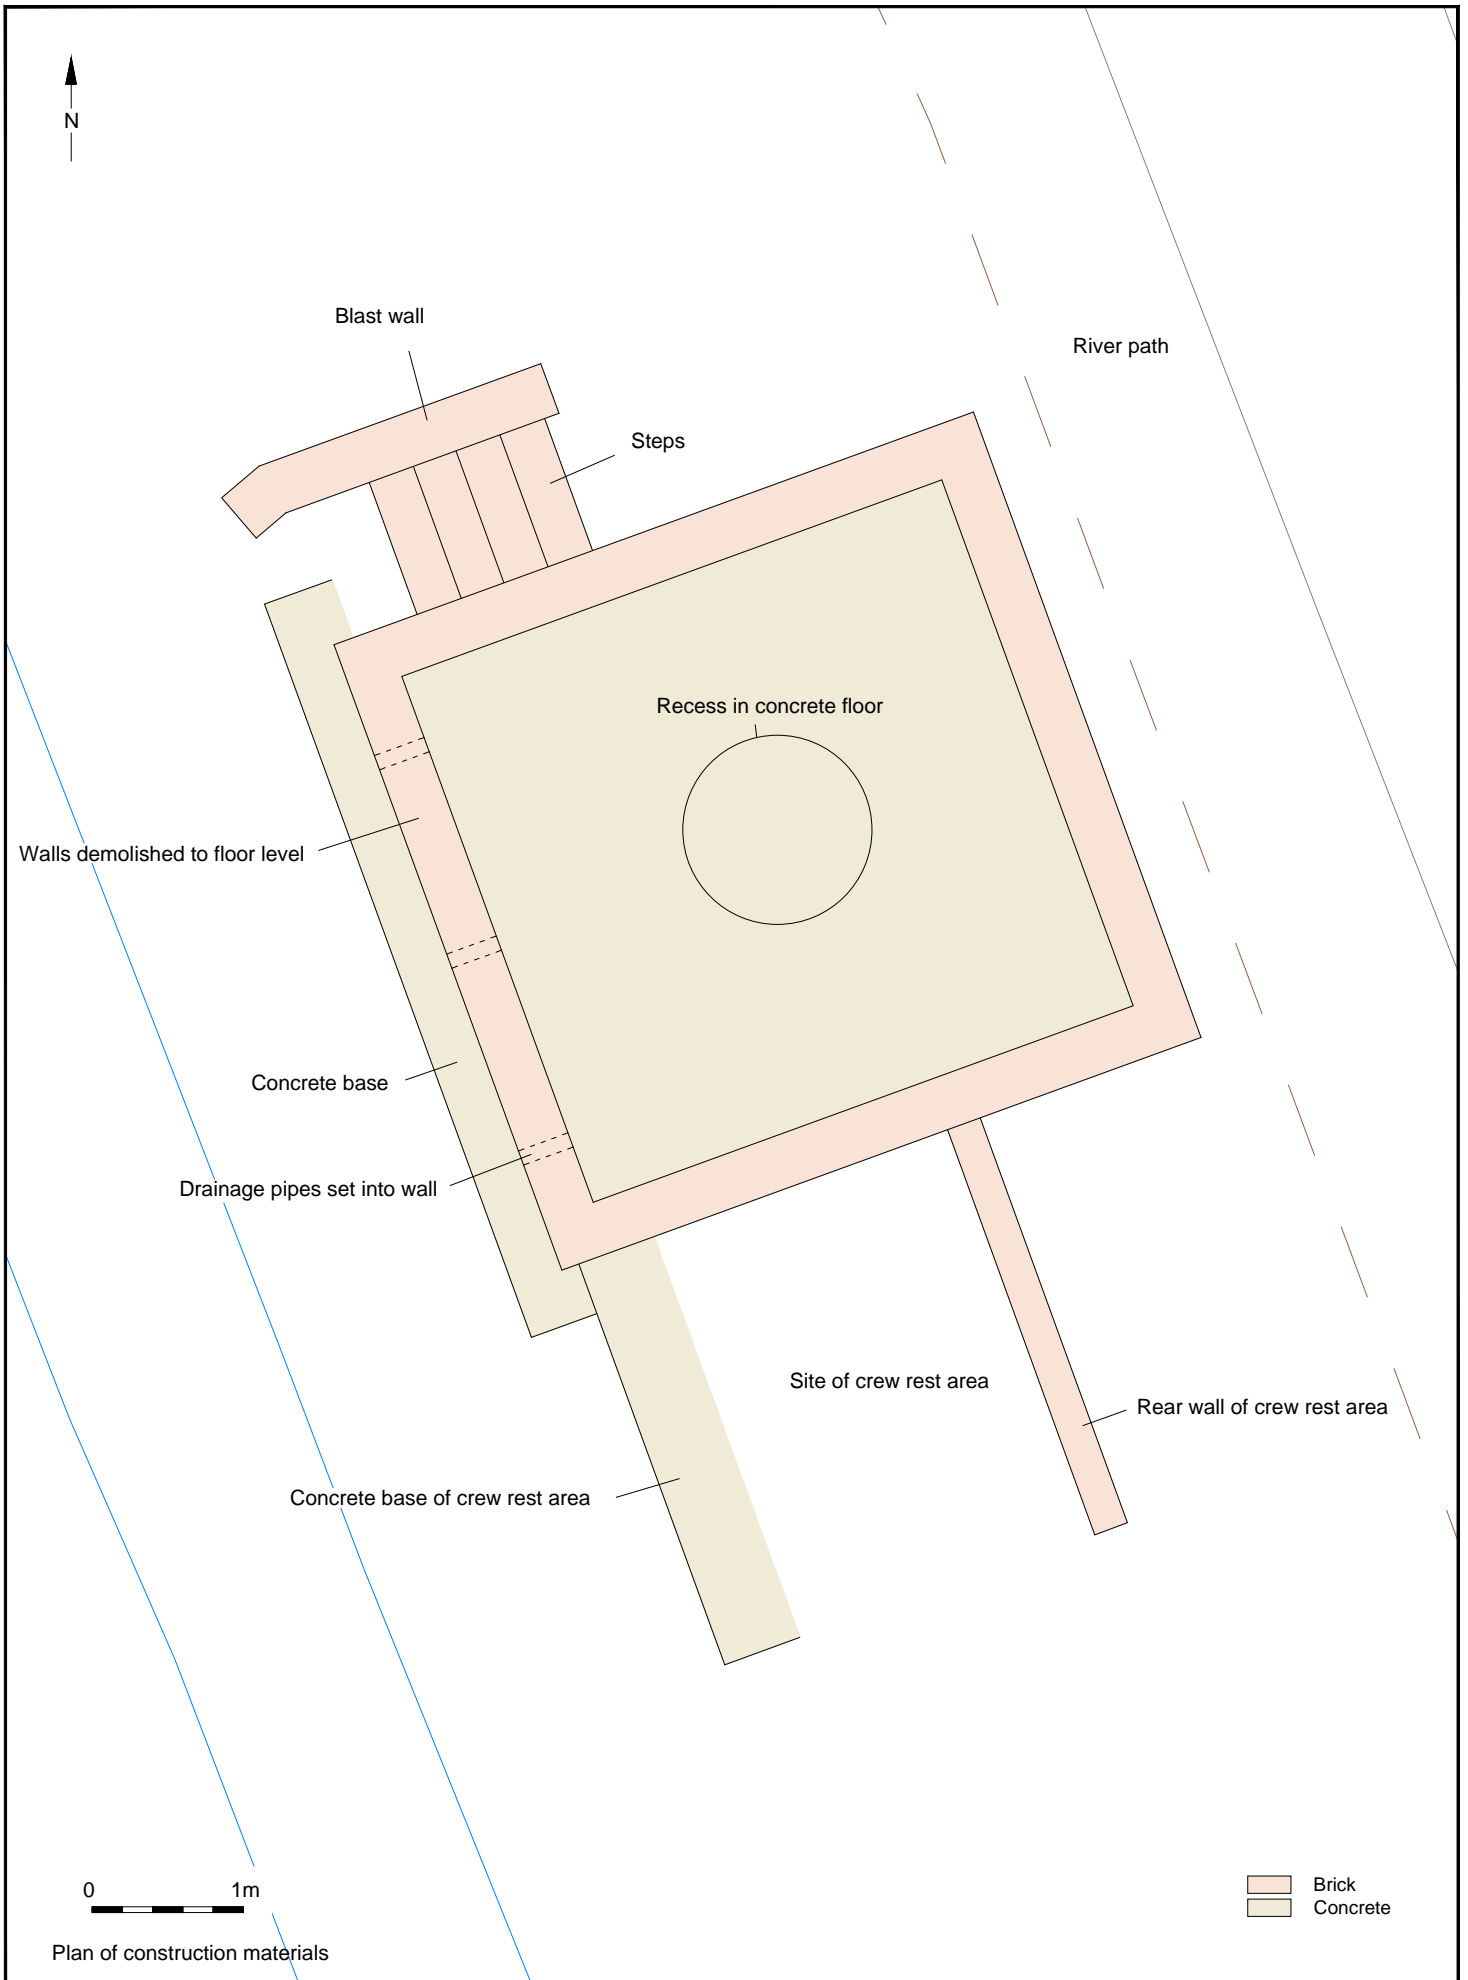 N
Blast wall
River path
Steps
Recess in concrete floor
Walls demolished to floor level
Concrete base
Drainage pipes set into wall
Site of crew rest area
Rear wall of crew rest area
Concrete base of crew rest area
0 1m
Brick
Concrete
Plan of construction materials